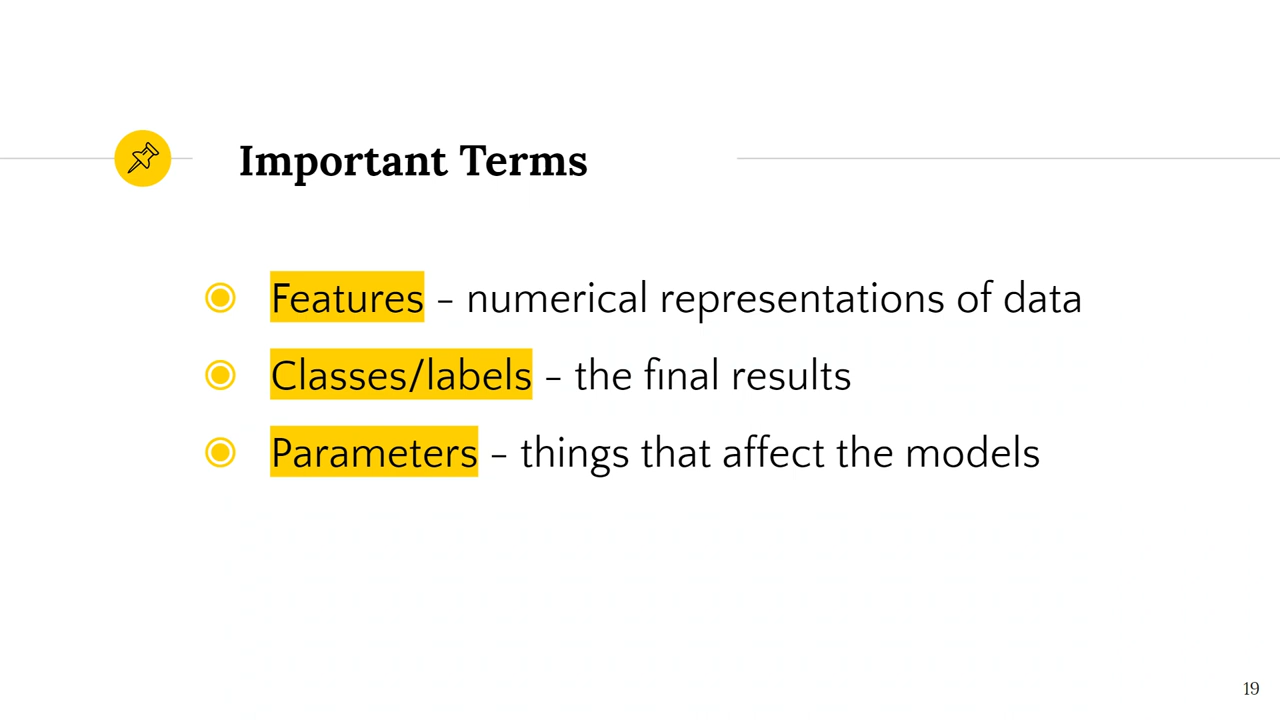 Important Terms
Features – numerical representations of data
Classes/labels – the final results
Parameters – things that affect the models
19